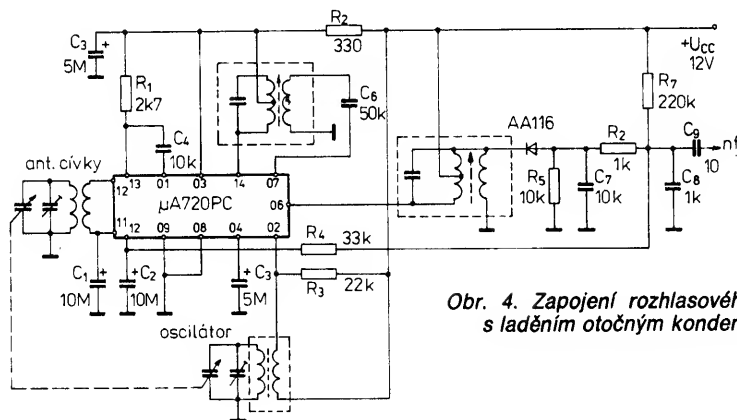 C₃
5M
R₁
2k7
C₄
10k
R₂
330
C₆
50k
+Ucc
12V
R₇
220k
AA116
R₂
1k
C₉
10
nf
R₅
10k
C₇
10k
C₈
1k
ant. cívky
12
13
01
03
14
07
µA720PC
06
11
12
09
08
04
02
C₁
10M
C₂
10M
C₃
5M
R₄
33k
R₃
22k
oscilátor
Obr. 4. Zapojení rozhlasovéh
s laděním otočným konden